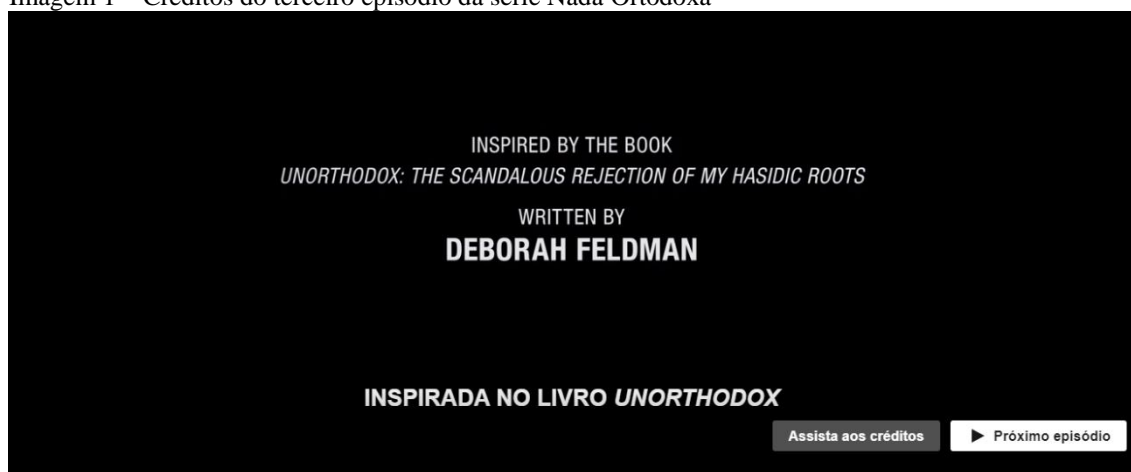 Imagem 1 – Créditos do terceiro episódio da série Nada Ortodoxa
INSPIRED BY THE BOOK
UNORTHODOX: THE SCANDALOUS REJECTION OF MY HASIDIC ROOTS
WRITTEN BY
DEBORAH FELDMAN
INSPIRADA NO LIVRO UNORTHODOX
Assista aos créditos
Próximo episódio